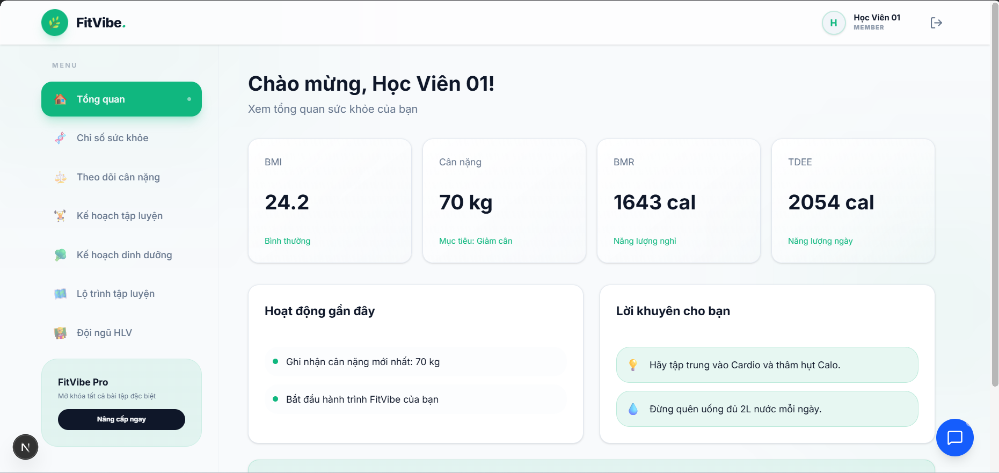 FitVibe.
H
Học Viên 01
MEMBER
MENU
Tổng quan
Chỉ số sức khỏe
Theo dõi cân nặng
Kế hoạch tập luyện
Kế hoạch dinh dưỡng
Lộ trình tập luyện
Đội ngũ HLV
FitVibe Pro
Mở khóa tất cả bài tập đặc biệt
Nâng cấp ngay
N
Chào mừng, Học Viên 01!
Xem tổng quan sức khỏe của bạn
BMI
24.2
Bình thường
Cân nặng
70 kg
Mục tiêu: Giảm cân
BMR
1643 cal
Năng lượng nghỉ
TDEE
2054 cal
Năng lượng ngày
Hoạt động gần đây
Ghi nhận cân nặng mới nhất: 70 kg
Bắt đầu hành trình FitVibe của bạn
Lời khuyên cho bạn
Hãy tập trung vào Cardio và thâm hụt Calo.
Đừng quên uống đủ 2L nước mỗi ngày.